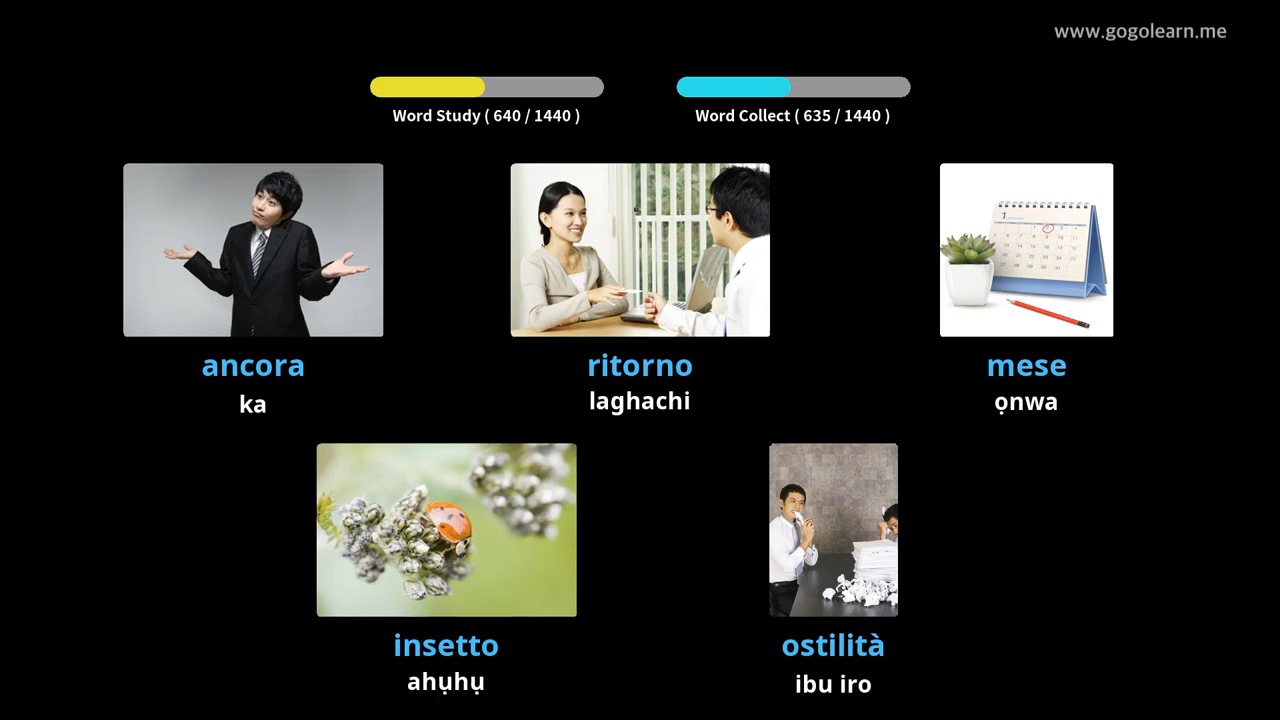 www.gogolearn.me
Word Study ( 640 / 1440 )
Word Collect ( 635 / 1440 )
ancora
ka
ritorno
laghachi
mese
ọnwa
insetto
ahụhụ
ostilità
ibu iro